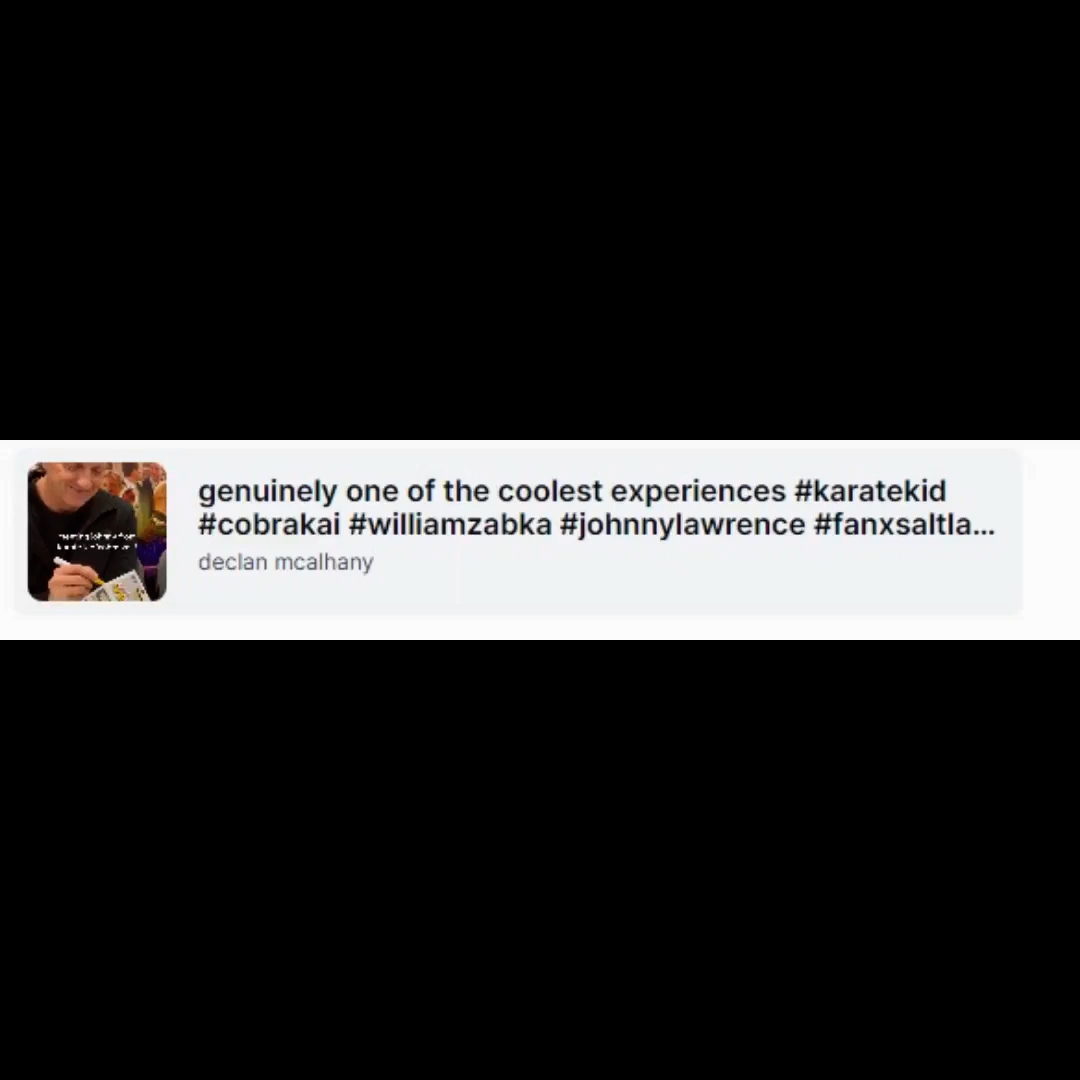 genuinely one of the coolest experiences #karatekid
#cobrakai #williamzabka #johnnylawrence #fanxsaltla...
declan mcalhany